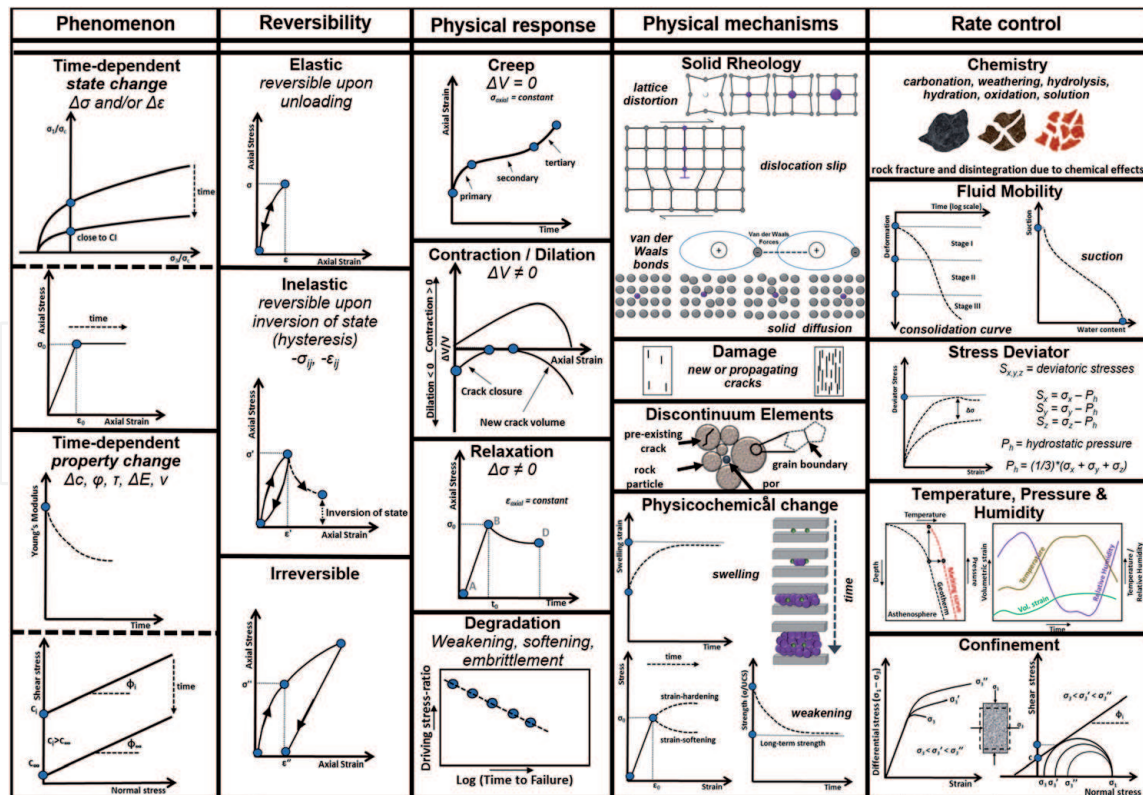 Phenomenon
Time-dependent
state change
Δσ and/or Δε
σ₁/σc
time
close to CI
σ₃/σc
Axial Stress
time
σ₀
ε₀
Axial Strain
Time-dependent
property change
Δc, φ, τ, ΔE, ν
Young's Modulus
Time
Shear stress
ϕi
time
ci
ci>c∞
ϕ∞
c∞
Normal stress
Reversibility
Elastic
reversible upon
unloading
Axial Stress
σ
ε
Axial Strain
Inelastic
reversible upon
inversion of state
(hysteresis)
-σij, -εij
Axial Stress
σ'
Inversion of state
ε'
Axial Strain
Irreversible
Axial Stress
σ''
ε''
Axial Strain
Physical response
Creep
ΔV = 0
σaxial = constant
Axial Strain
tertiary
secondary
primary
Time
Contraction / Dilation
ΔV ≠ 0
Dilation < 0
Contraction > 0
ΔV/V
Axial Strain
Crack closure
New crack volume
Relaxation
Δσ ≠ 0
Axial Stress
εaxial = constant
σ₀
B
D
A
t₀
Time
Degradation
Weakening, softening,
embrittlement
Driving stress-ratio
Log (Time to Failure)
Physical mechanisms
Solid Rheology
lattice
distortion
dislocation slip
van der
Waals
bonds
Van der Waals
Forces
+
-
+
solid diffusion
Damage
new or propagating
cracks
Discontinuum Elements
pre-existing
crack
grain boundary
rock
particle
por
e
Physicochemical change
Swelling strain
swelling
time
Time
Stress
time
strain-hardening
σ₀
strain-softening
ε₀
Strain
Strength (σ/UCS)
weakening
Long-term strength
Time
Rate control
Chemistry
carbonation, weathering, hydrolysis,
hydration, oxidation, solution
rock fracture and disintegration due to chemical effects
Fluid Mobility
Time (log scale)
Deformation
Stage I
Stage II
Stage III
consolidation curve
Suction
suction
Water content
Stress Deviator
Sx,y,z = deviatoric stresses
Deviator Stress
Δσ
Sx = σx – Ph
Sy = σy – Ph
Sz = σz – Ph
Ph = hydrostatic pressure
Strain
Ph = (1/3)*(σx + σy + σz)
Temperature, Pressure &
Humidity
Temperature
Depth
Pressure
Melting curve
Geotherm
Asthenosphere
Volumetric strain
Temperature
Relative Humidity
Vol. strain
Time
Temperature /
Relative Humidity
Confinement
Differential stress (σ₁ – σ₃)
σ₃''
σ₃'
σ₃
σ₃ < σ₃' < σ₃''
Strain
σ₁
σ₃
Shear stress
σ₃ < σ₃' < σ₃''
ϕi
c
σ₃ σ₃' σ₃'' σ₁
Normal stress